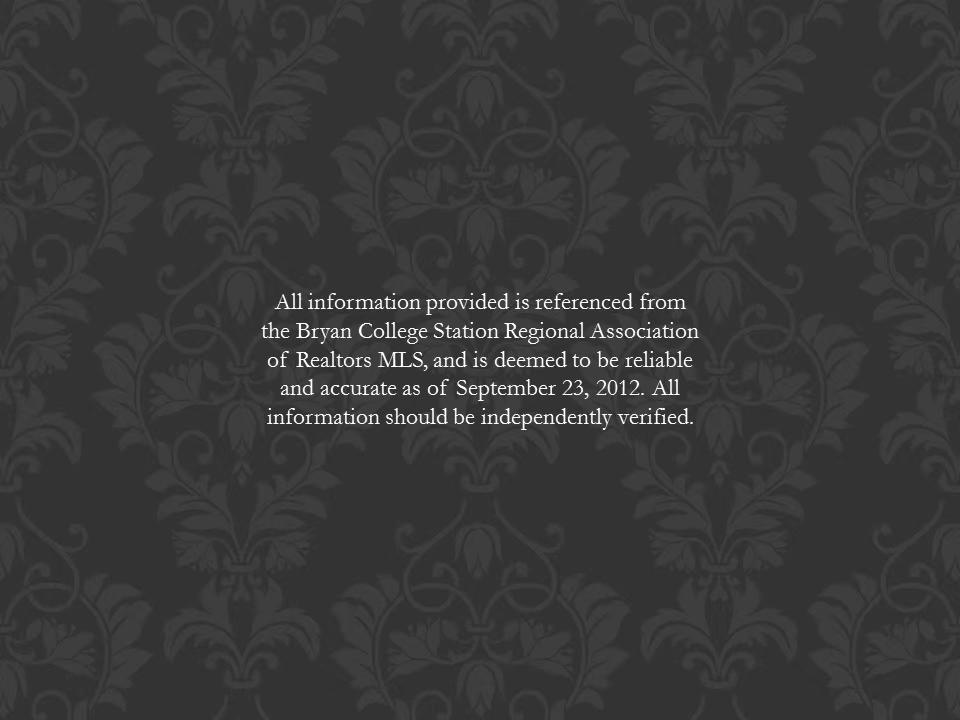 All information provided is referenced from
the Bryan College Station Regional Association
of Realtors MLS, and is deemed to be reliable
and accurate as of September 23, 2012. All
information should be independently verified.